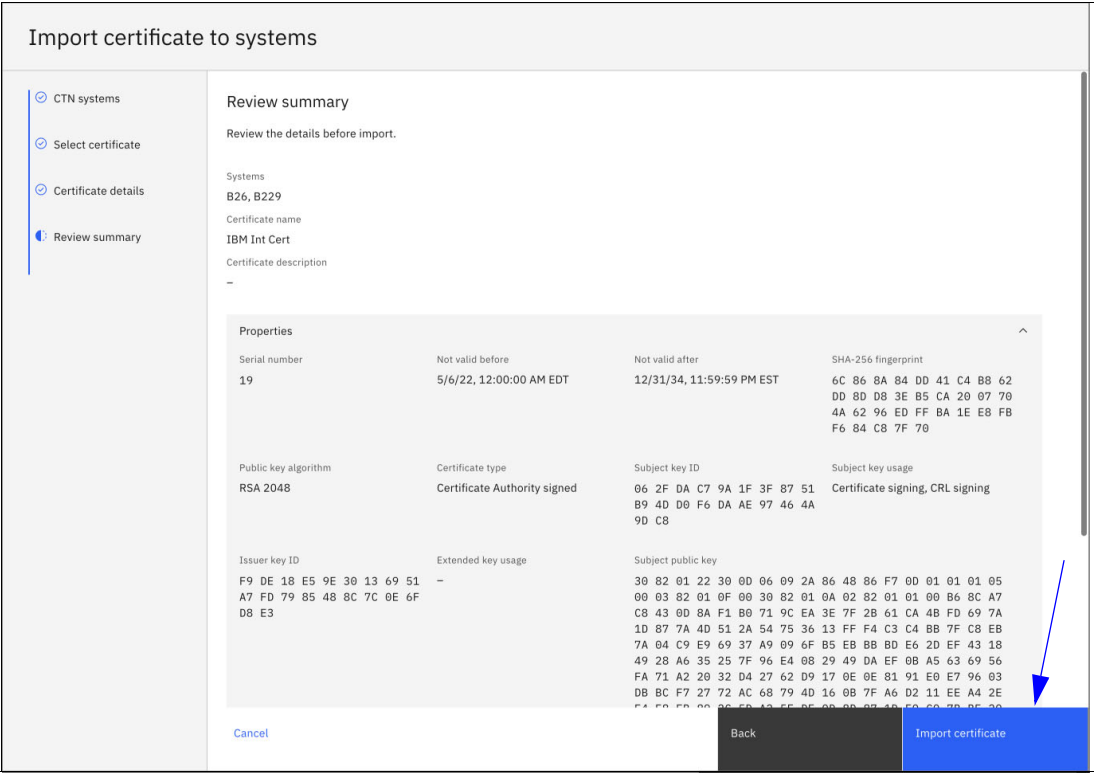 Import certificate to systems
CTN systems
Select certificate
Certificate details
Review summary
Review summary
Review the details before import.
Systems
B26, B229
Certificate name
IBM Int Cert
Certificate description
–
Properties
Serial number
19
Not valid before
5/6/22, 12:00:00 AM EDT
Not valid after
12/31/34, 11:59:59 PM EST
SHA-256 fingerprint
6C 86 8A 84 DD 41 C4 B8 62
DD 8D D8 3E B5 CA 20 07 70
4A 62 96 ED FF BA 1E E8 FB
F6 84 C8 7F 70
Public key algorithm
RSA 2048
Certificate type
Certificate Authority signed
Subject key ID
06 2F DA C7 9A 1F 3F 87 51
B9 4D D0 F6 DA AE 97 46 4A
9D C8
Subject key usage
Certificate signing, CRL signing
Issuer key ID
F9 DE 18 E5 9E 30 13 69 51
A7 FD 79 85 48 8C 7C 0E 6F
D8 E3
Extended key usage
–
Subject public key
30 82 01 22 30 0D 06 09 2A 86 48 86 F7 0D 01 01 01 05
00 03 82 01 0F 00 30 82 01 0A 02 82 01 01 00 B6 8C A7
C8 43 0D 8A F1 B0 71 9C EA 3E 7F 2B 61 CA 4B FD 69 7A
1D 87 7A 4D 51 2A 54 75 36 13 FF F4 C3 C4 BB 7F C8 EB
7A 04 C9 E9 69 37 A9 09 6F B5 EB BB BD E6 2D EF 43 18
49 28 A6 35 25 7F 96 E4 08 29 49 DA EF 0B A5 63 69 56
FA 71 A2 20 32 D4 27 62 D9 17 0E 0E 81 91 E0 E7 96 03
DB BC F7 27 72 AC 68 79 4D 16 0B 7F A6 D2 11 EE A4 2E
Cancel
Back
Import certificate